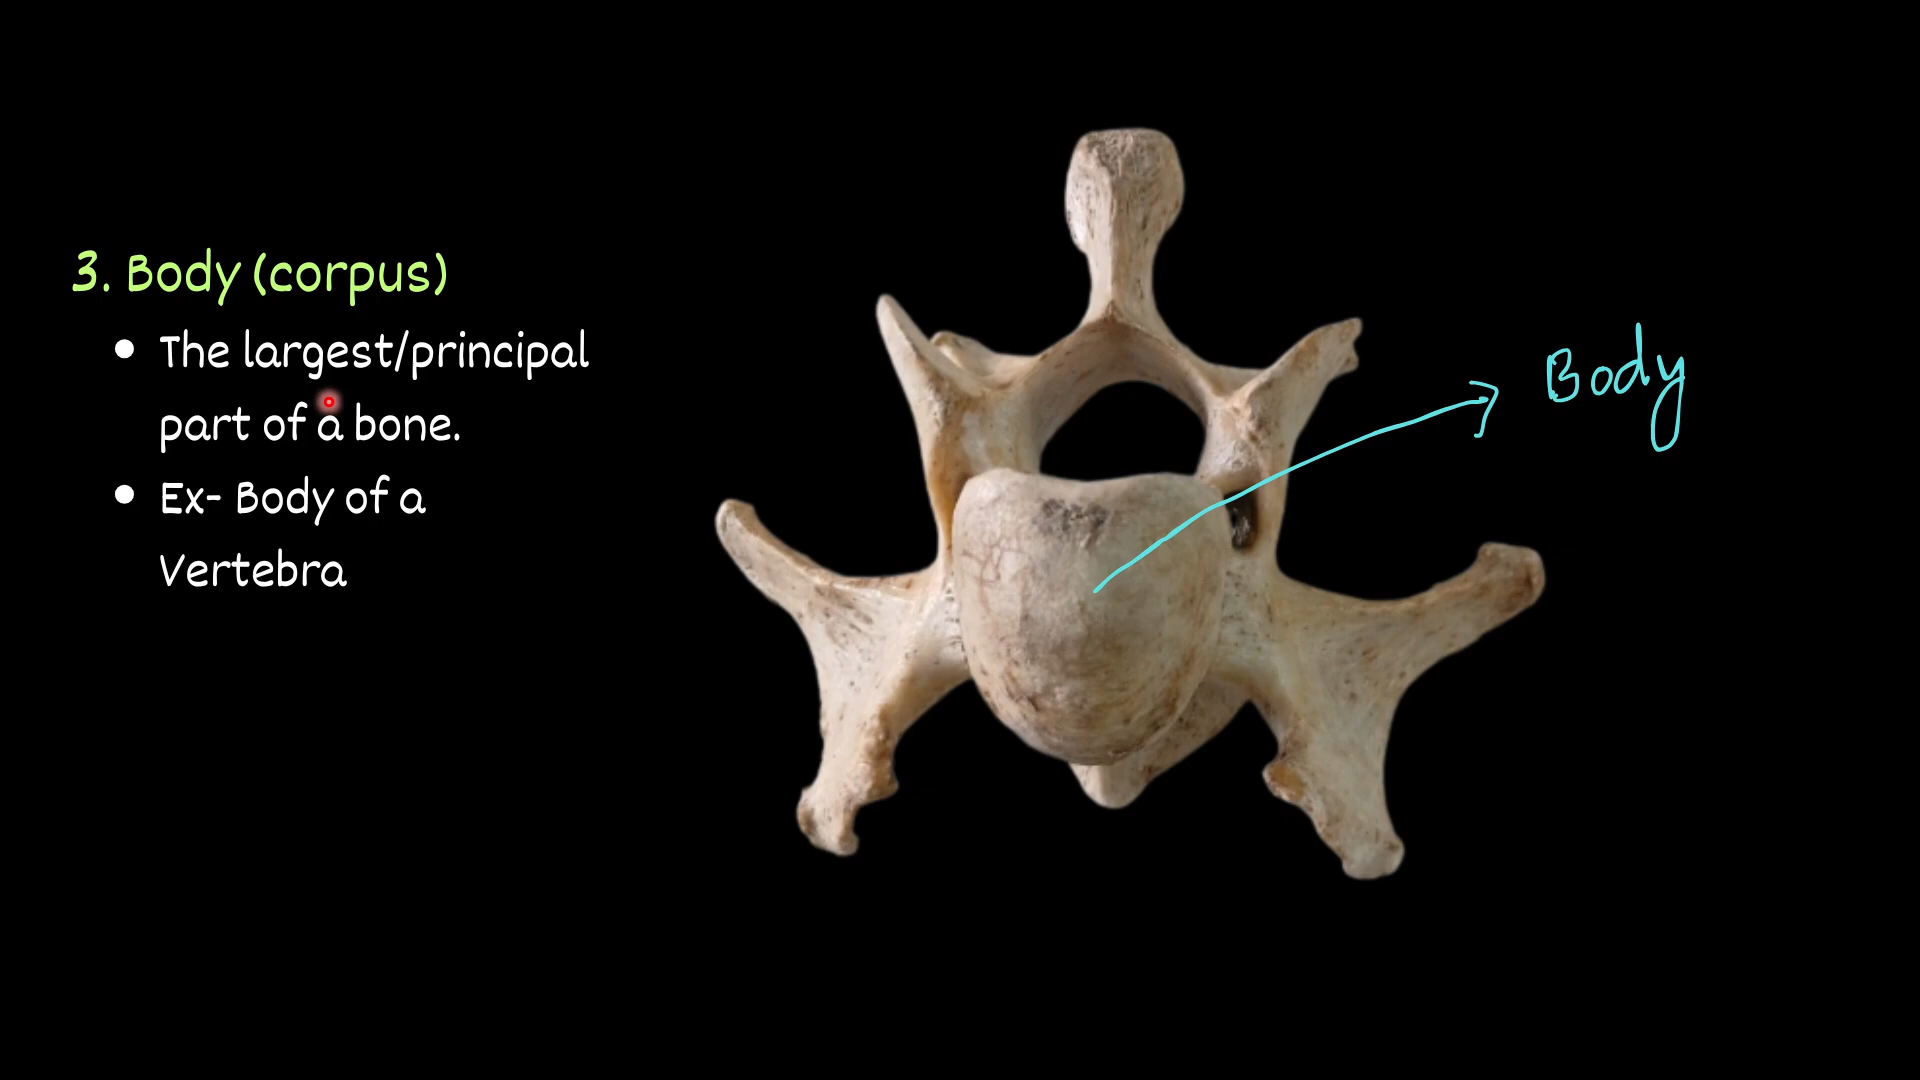 3. Body (corpus)
• The largest/principal
part of a bone.
• Ex- Body of a
Vertebra
Body